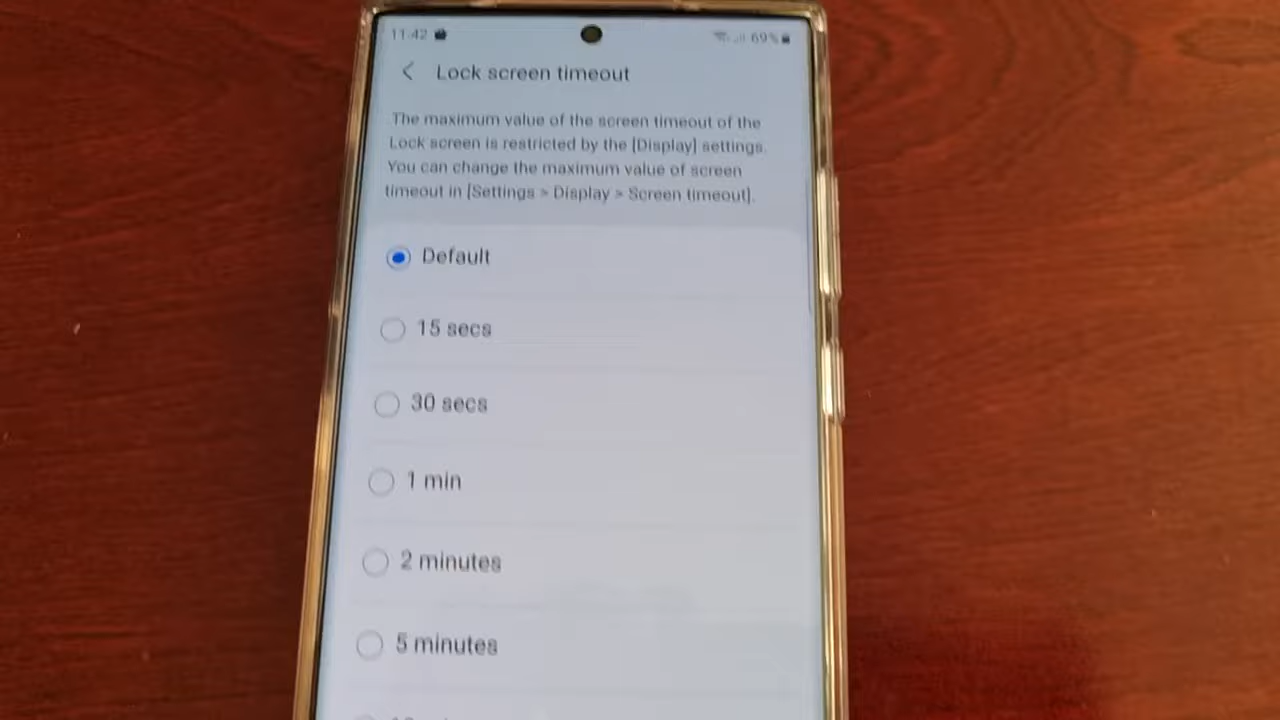 11:42 69%
Lock screen timeout
The maximum value of the screen timeout of the
Lock screen is restricted by the [Display] settings.
You can change the maximum value of screen
timeout in [Settings > Display > Screen timeout].
Default
15 secs
30 secs
1 min
2 minutes
5 minutes